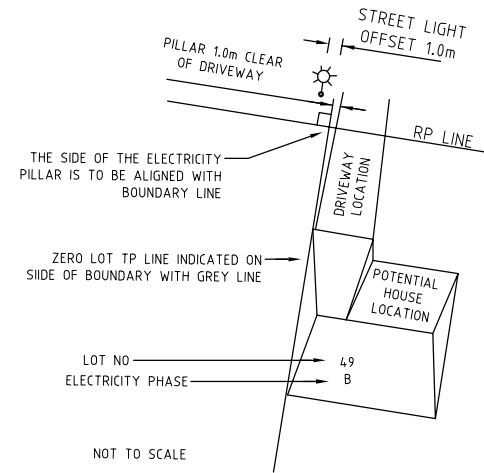 STREET LIGHT
OFFSET 1.0m
PILLAR 1.0m CLEAR
OF DRIVEWAY
RP LINE
THE SIDE OF THE ELECTRICITY
PILLAR IS TO BE ALIGNED WITH
BOUNDARY LINE
DRIVEWAY
LOCATION
ZERO LOT TP LINE INDICATED ON
SIIDE OF BOUNDARY WITH GREY LINE
POTENTIAL
HOUSE
LOCATION
LOT NO
49
ELECTRICITY PHASE
B
NOT TO SCALE